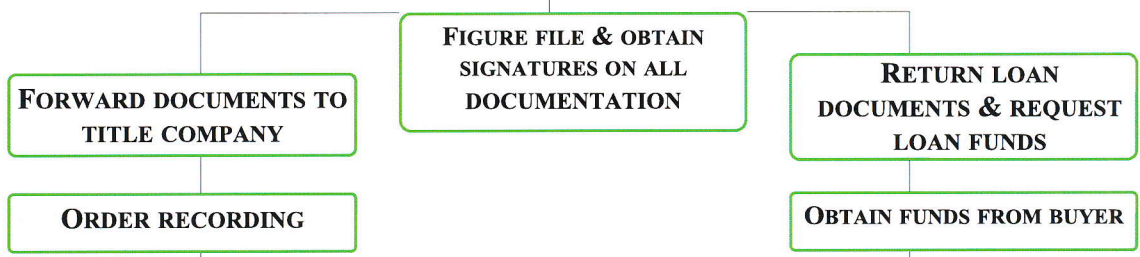 FIGURE FILE & OBTAIN
SIGNATURES ON ALL
DOCUMENTATION
FORWARD DOCUMENTS TO
TITLE COMPANY
RETURN LOAN
DOCUMENTS & REQUEST
LOAN FUNDS
ORDER RECORDING
OBTAIN FUNDS FROM BUYER